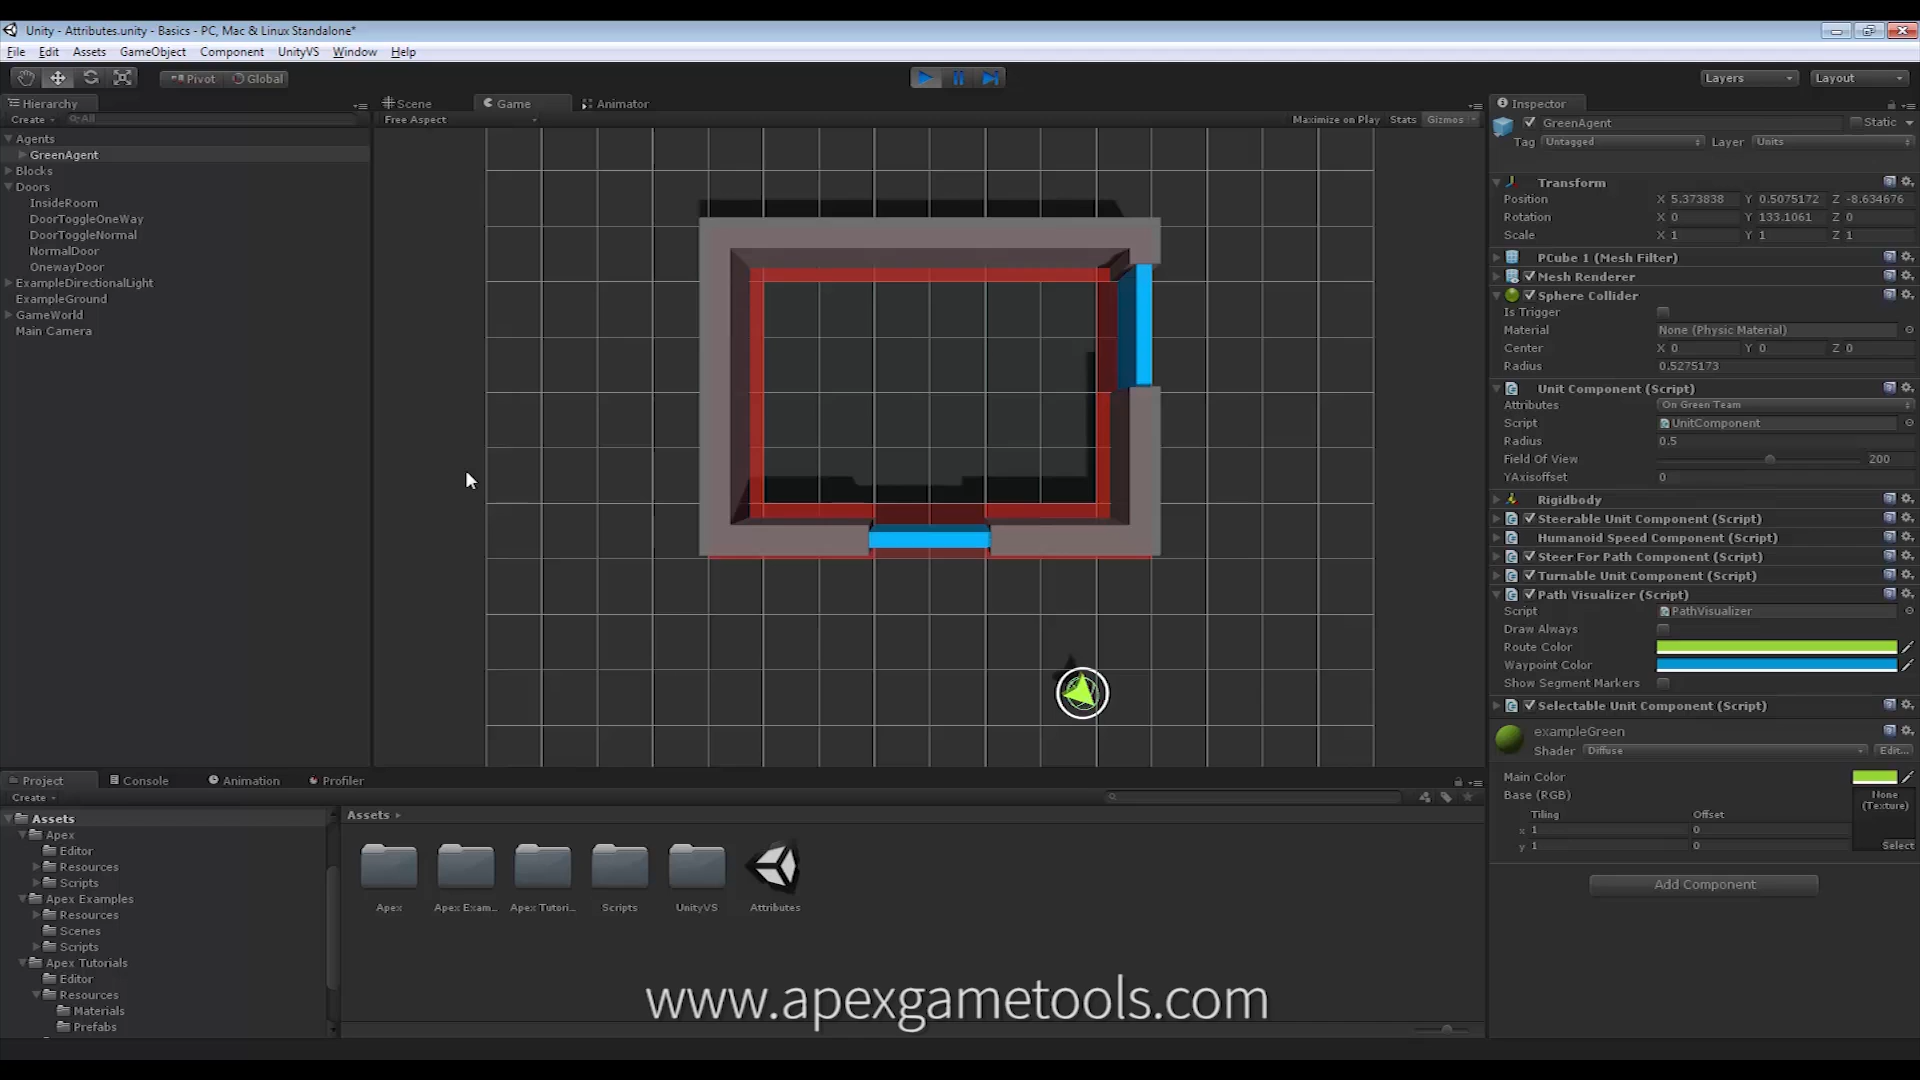 Unity - Attributes.unity - Basics - PC, Mac & Linux Standalone*
File Edit Assets GameObject Component UnityVS Window Help
Pivot Global Layers Layout
Hierarchy
Create All
Agents
GreenAgent
Blocks
Doors
InsideRoom
DoorToggleOneWay
DoorToggleNormal
NormalDoor
OnewayDoor
ExampleDirectionalLight
ExampleGround
GameWorld
Main Camera
Scene Game Animator
Free Aspect Maximize on Play Stats Gizmos
Inspector
GreenAgent Static
Tag Untagged Layer Units
Transform
Position X 5.373838 Y 0.5075172 Z -8.634676
Rotation X 0 Y 133.1061 Z 0
Scale X 1 Y 1 Z 1
PCube 1 (Mesh Filter)
Mesh Renderer
Sphere Collider
Is Trigger
Material None (Physic Material)
Center X 0 Y 0 Z 0
Radius 0.5275173
Unit Component (Script)
Attributes On Green Team
Script UnitComponent
Radius 0.5
Field Of View 200
YAxisoffset 0
Rigidbody
Steerable Unit Component (Script)
Humanoid Speed Component (Script)
Steer For Path Component (Script)
Turnable Unit Component (Script)
Path Visualizer (Script)
Script PathVisualizer
Draw Always
Route Color
Waypoint Color
Show Segment Markers
Selectable Unit Component (Script)
exampleGreen
Shader Diffuse Edit...
Main Color
Base (RGB) None (Texture)
Tiling Offset
x 1 0
y 1 0 Select
Add Component
Project Console Animation Profiler
Create
Assets
Apex
Editor
Resources
Scripts
Apex Examples
Resources
Scenes
Scripts
Apex Tutorials
Editor
Resources
Materials
Prefabs
Assets
Apex Apex Exam... Apex Tutori... Scripts UnityVS Attributes
www.apexgametools.com